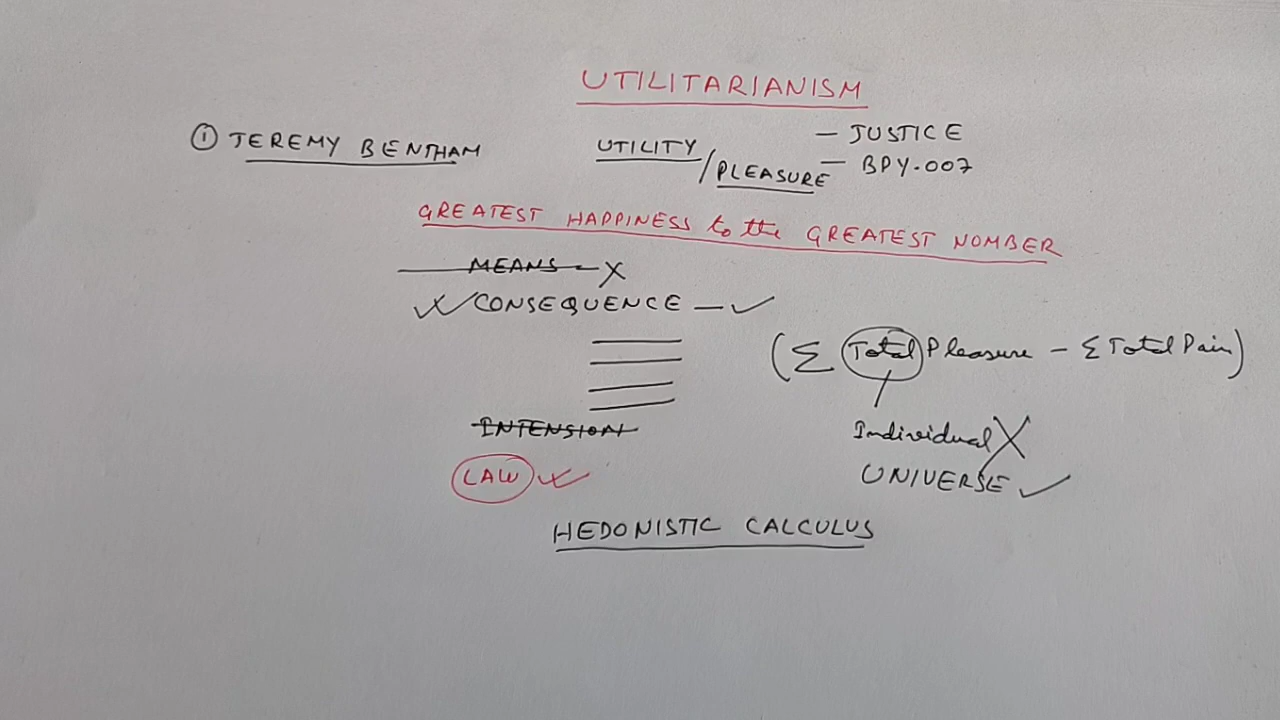 UTILITARIANISM
① JEREMY BENTHAM
UTILITY / PLEASURE
— JUSTICE
— BPY-007
GREATEST HAPPINESS to the GREATEST NOMBER
MEANS - X
CONSEQUENCE - ✓
(Σ Total Pleasure - Σ Total Pain)
INTENSION
Individual X
LAW
UNIVERSE ✓
HEDONISTIC CALCULUS